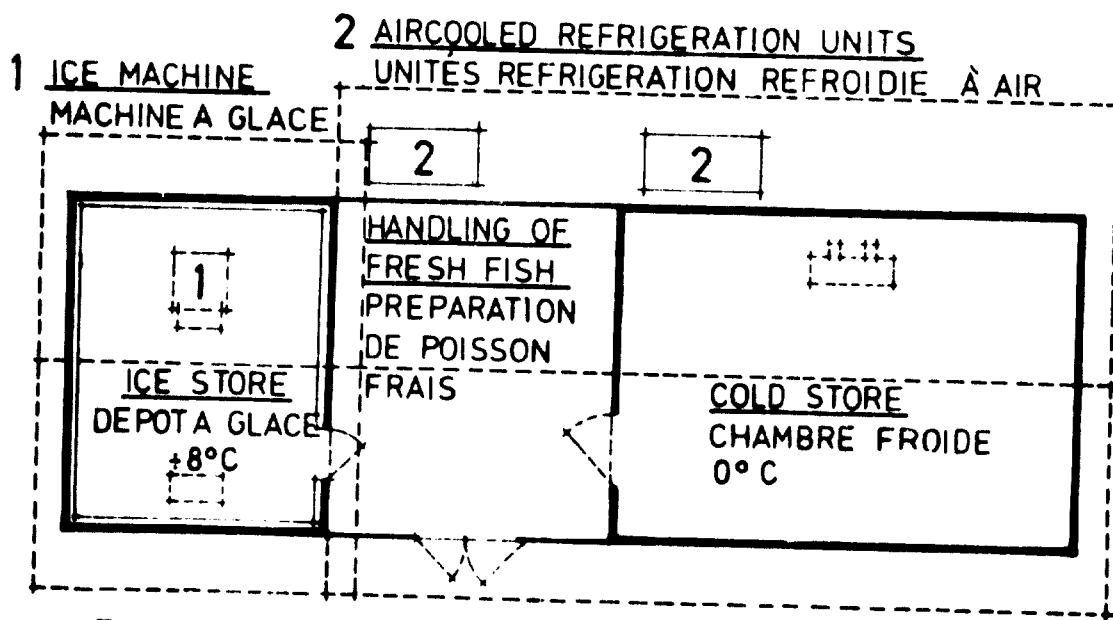 2 AIRCOOLED REFRIGERATION UNITS
UNITÉS REFRIGERATION REFROIDIE À AIR
1 ICE MACHINE
MACHINE A GLACE
2
2
HANDLING OF
FRESH FISH
PREPARATION
DE POISSON
FRAIS
1
ICE STORE
DEPOT A GLACE
+8°C
COLD STORE
CHAMBRE FROIDE
0°C